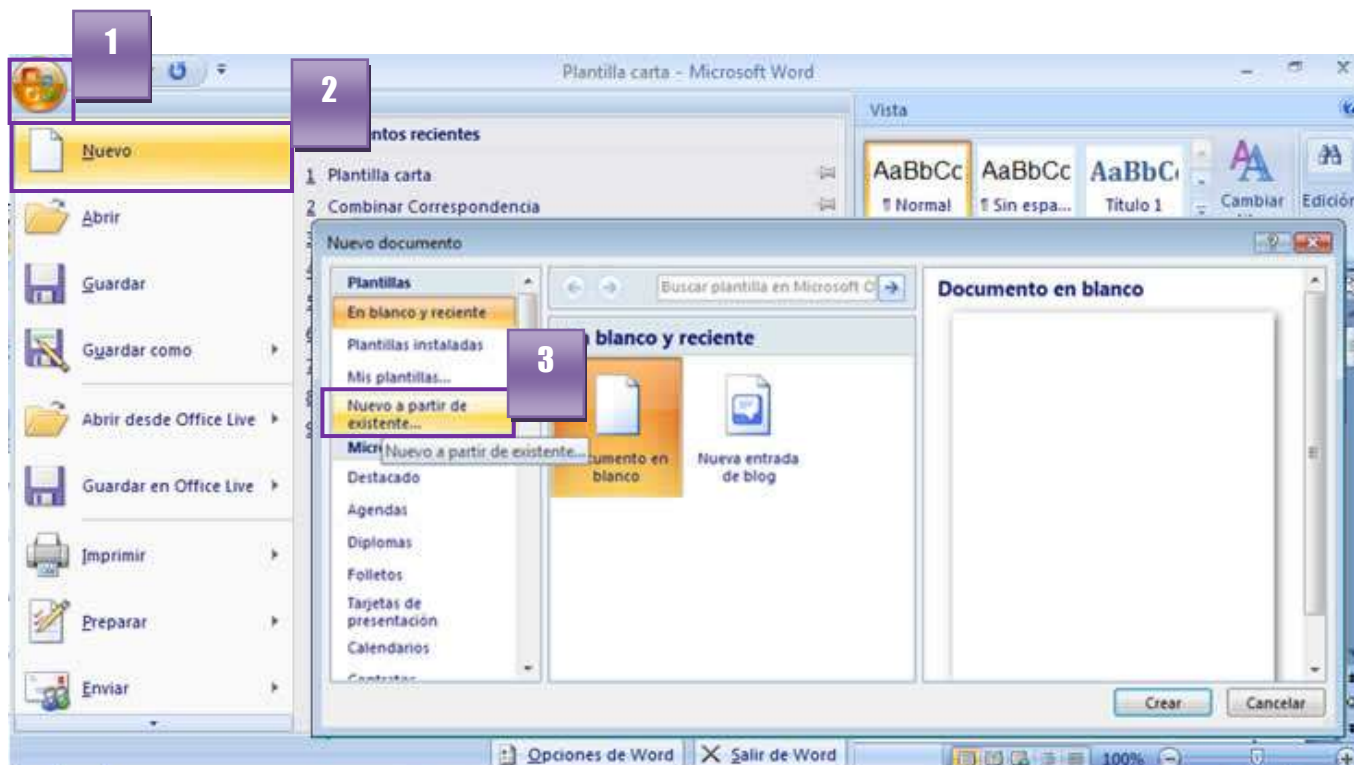 1
2
3
Plantilla carta - Microsoft Word
Vista
Nuevo
Abrir
Guardar
Guardar como
Abrir desde Office Live
Guardar en Office Live
Imprimir
Preparar
Enviar
recientes
1 Plantilla carta
2 Combinar Correspondencia
AaBbCc AaBbCc AaBbC
¶ Normal ¶ Sin espa... Título 1
Cambiar
Edición
Nuevo documento
Plantillas
En blanco y reciente
Plantillas instaladas
Mis plantillas...
Nuevo a partir de
existente...
Nuevo a partir de existente...
Destacado
Agendas
Diplomas
Folletos
Tarjetas de
presentación
Calendarios
Buscar plantilla en Microsoft
blanco y reciente
en
blanco
Nueva entrada
de blog
Documento en blanco
Crear
Cancelar
Opciones de Word
Salir de Word
100%